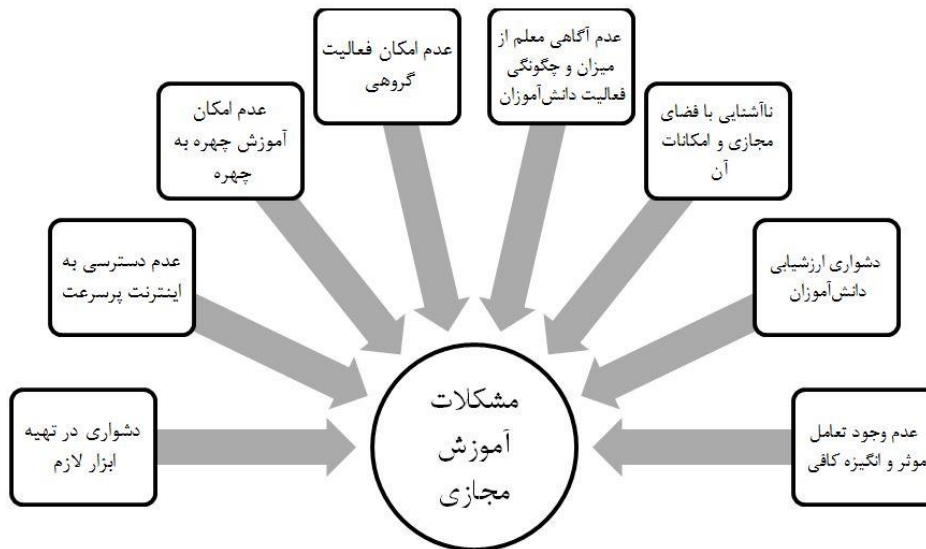 عدم آگاهی معلم از
میزان و چگونگی
فعالیت دانش‌آموزان
عدم امکان فعالیت
گروهی
ناآشنایی با فضای
مجازی و امکانات
آن
عدم امکان
آموزش چهره به
چهره
دشواری ارزشیابی
دانش‌آموزان
عدم دسترسی به
اینترنت پرسرعت
عدم وجود تعامل
موثر و انگیزه کافی
دشواری در تهیه
ابزار لازم
مشکلات
آموزش
مجازی